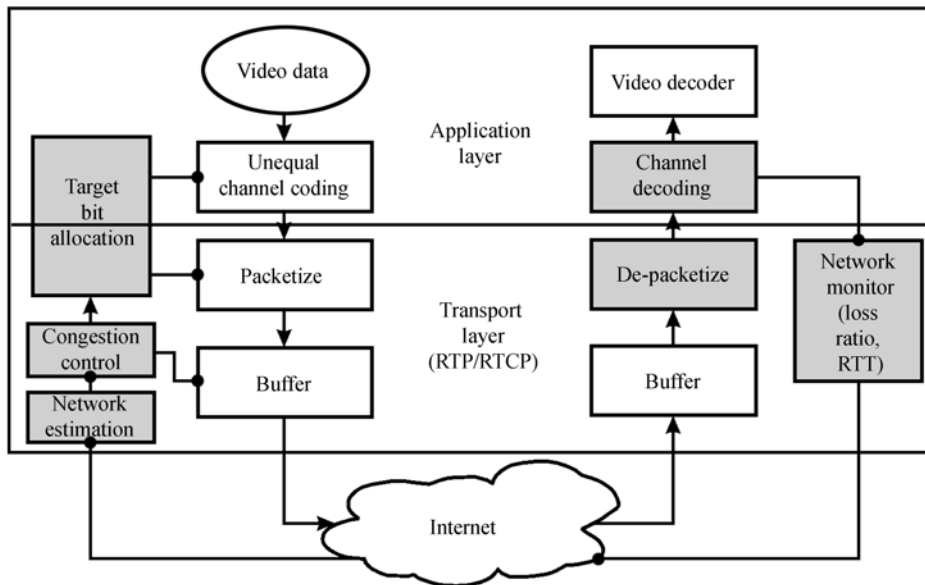 Video data
Unequal
channel coding
Target
bit
allocation
Packetize
Congestion
control
Buffer
Network
estimation
Application
layer
Transport
layer
(RTP/RTCP)
Video decoder
Channel
decoding
De-packetize
Buffer
Network
monitor
(loss
ratio,
RTT)
Internet